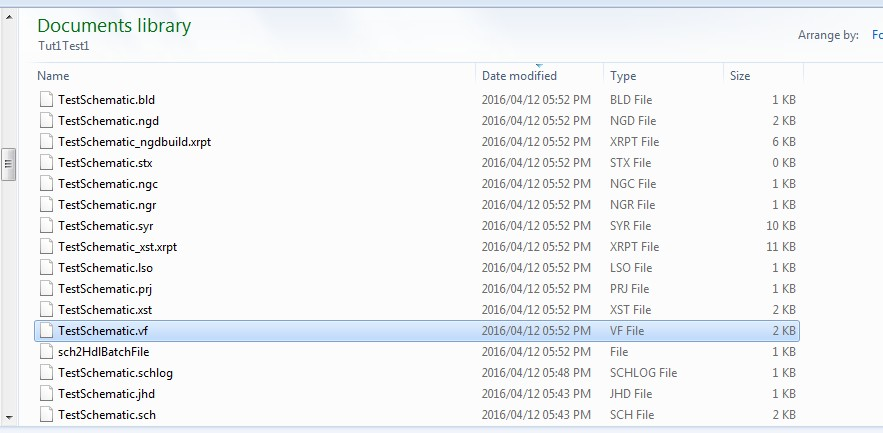 Documents library
Tut1Test1
Arrange by: Fo
Name Date modified Type Size
TestSchematic.bld 2016/04/12 05:52 PM BLD File 1 KB
TestSchematic.ngd 2016/04/12 05:52 PM NGD File 2 KB
TestSchematic_ngdbuild.xrpt 2016/04/12 05:52 PM XRPT File 6 KB
TestSchematic.stx 2016/04/12 05:52 PM STX File 0 KB
TestSchematic.ngc 2016/04/12 05:52 PM NGC File 1 KB
TestSchematic.ngr 2016/04/12 05:52 PM NGR File 1 KB
TestSchematic.syr 2016/04/12 05:52 PM SYR File 10 KB
TestSchematic_xst.xrpt 2016/04/12 05:52 PM XRPT File 11 KB
TestSchematic.lso 2016/04/12 05:52 PM LSO File 1 KB
TestSchematic.prj 2016/04/12 05:52 PM PRJ File 1 KB
TestSchematic.xst 2016/04/12 05:52 PM XST File 2 KB
TestSchematic.vf 2016/04/12 05:52 PM VF File 2 KB
sch2HdlBatchFile 2016/04/12 05:52 PM File 1 KB
TestSchematic.schlog 2016/04/12 05:48 PM SCHLOG File 1 KB
TestSchematic.jhd 2016/04/12 05:43 PM JHD File 1 KB
TestSchematic.sch 2016/04/12 05:43 PM SCH File 2 KB